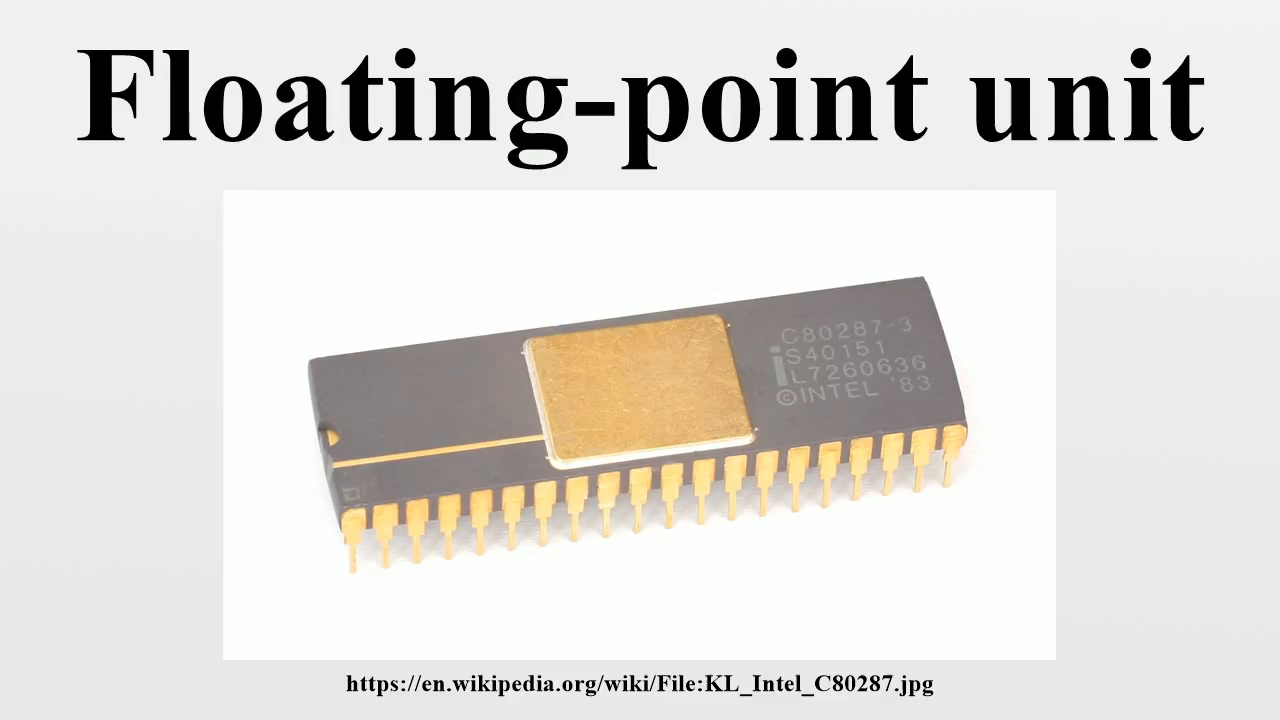 Floating-point unit
C80287-3
S40151
L7260636
©INTEL '83
https://en.wikipedia.org/wiki/File:KL_Intel_C80287.jpg